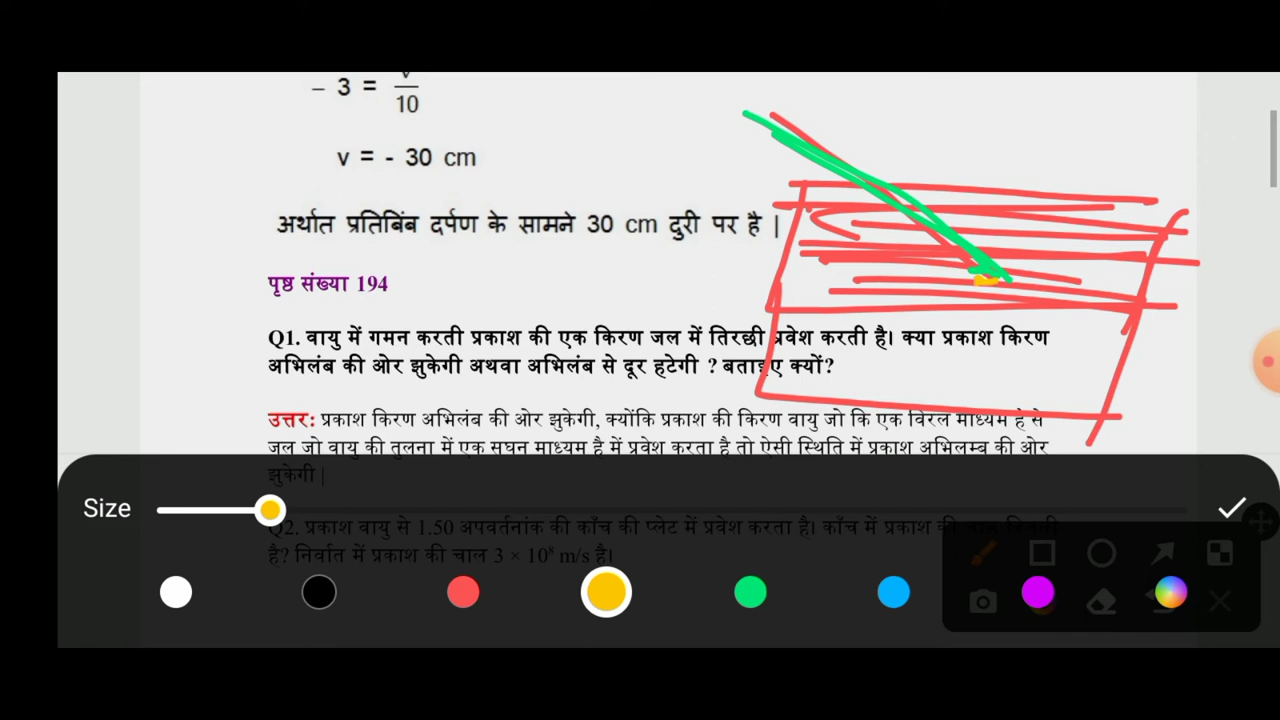 – 3 = v/10
v = - 30 cm
अर्थात प्रतिबिंब दर्पण के सामने 30 cm दुरी पर है |
पृष्ठ संख्या 194
Q1. वायु में गमन करती प्रकाश की एक किरण जल में तिरछी प्रवेश करती है। क्या प्रकाश किरण
अभिलंब की ओर झुकेगी अथवा अभिलंब से दूर हटेगी ? बताइए क्यों?
उत्तर: प्रकाश किरण अभिलंब की ओर झुकेगी, क्योंकि प्रकाश की किरण वायु जो कि एक विरल माध्यम है से
जल जो वायु की तुलना में एक सघन माध्यम है में प्रवेश करता है तो ऐसी स्थिति में प्रकाश अभिलम्ब की ओर
झुकेगी |
Size
Q2. प्रकाश वायु से 1.50 अपवर्तनांक की काँच की प्लेट में प्रवेश करता है। काँच में प्रकाश की
है? निर्वात में प्रकाश की चाल 3 × 10⁸ m/s है।